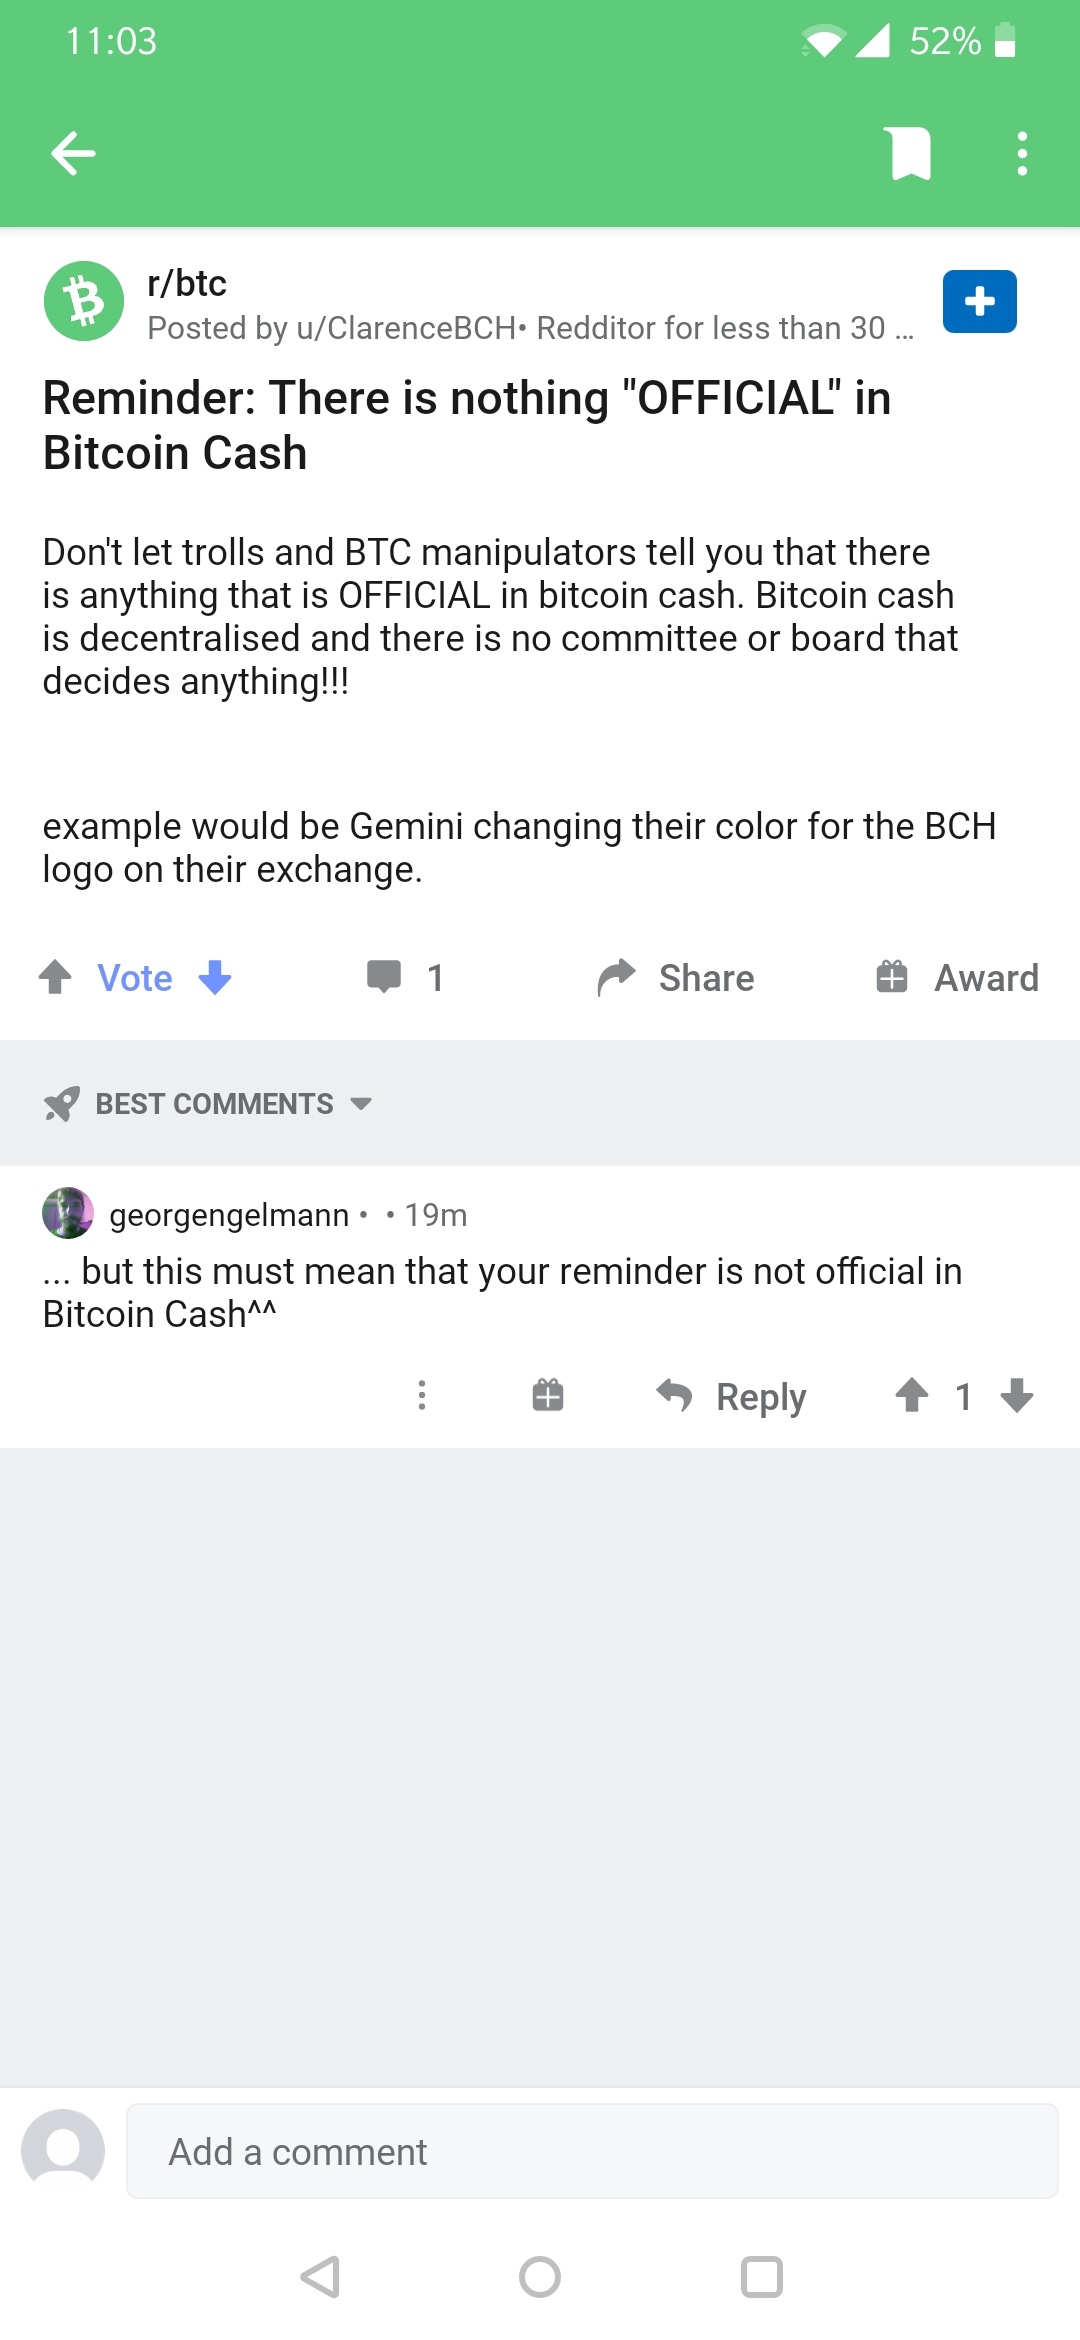 11:03
52%
r/btc
Posted by u/ClarenceBCH• Redditor for less than 30 ...
Reminder: There is nothing "OFFICIAL" in
Bitcoin Cash
Don't let trolls and BTC manipulators tell you that there
is anything that is OFFICIAL in bitcoin cash. Bitcoin cash
is decentralised and there is no committee or board that
decides anything!!!
example would be Gemini changing their color for the BCH
logo on their exchange.
Vote
1
Share
Award
BEST COMMENTS
georgengelmann • • 19m
... but this must mean that your reminder is not official in
Bitcoin Cash^^
Reply
1
Add a comment